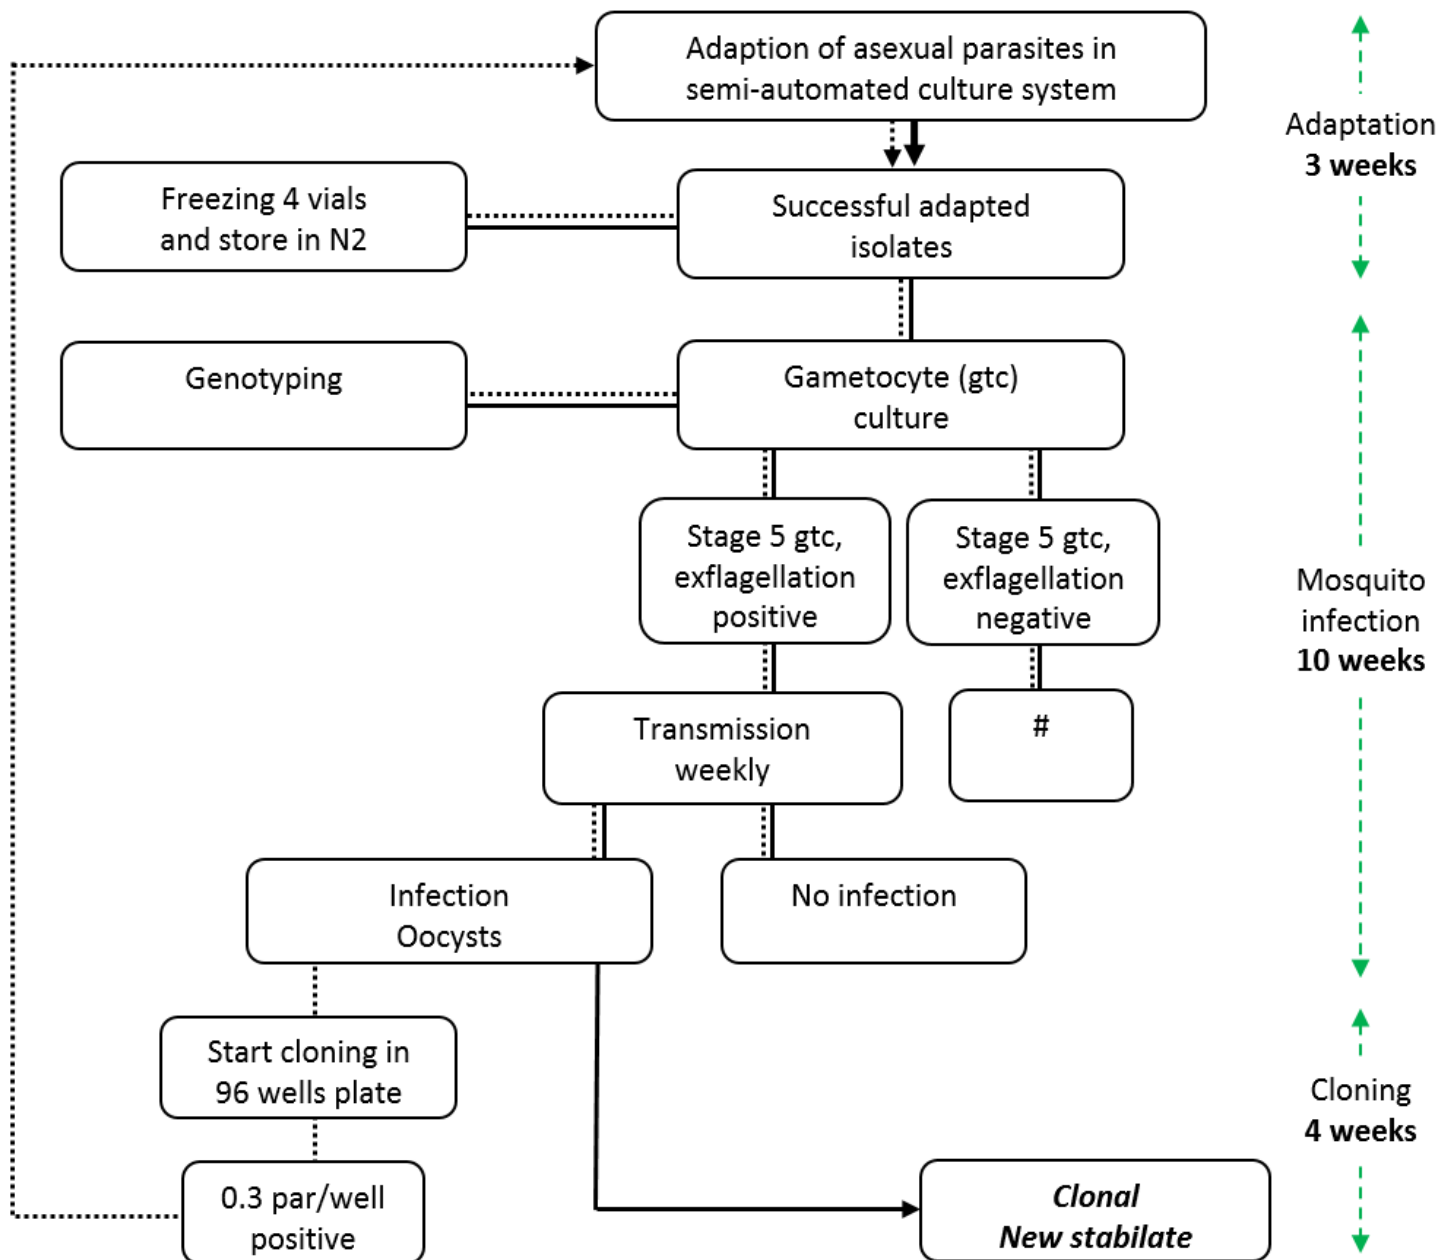 Adaption of asexual parasites in
semi-automated culture system
Adaptation
3 weeks
Freezing 4 vials
and store in N2
Successful adapted
isolates
Genotyping
Gametocyte (gtc)
culture
Stage 5 gtc,
exflagellation
positive
Stage 5 gtc,
exflagellation
negative
Mosquito
infection
10 weeks
Transmission
weekly
#
Infection
Oocysts
No infection
Start cloning in
96 wells plate
Cloning
4 weeks
0.3 par/well
positive
Clonal
New stabilate